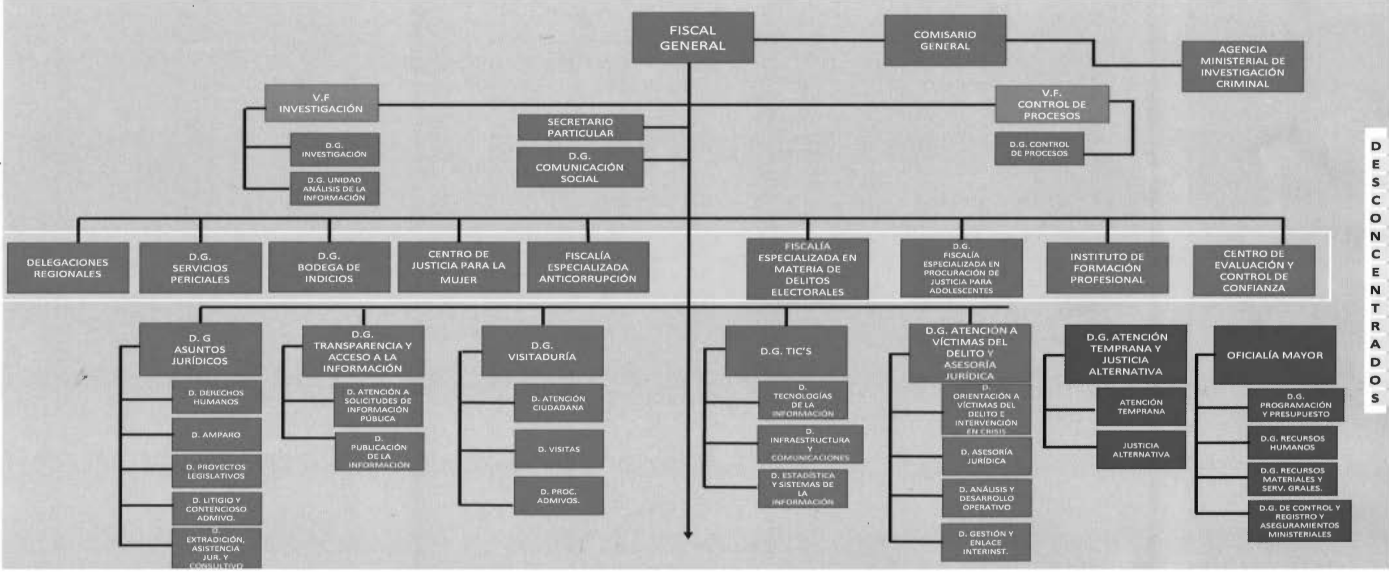 FISCAL
GENERAL
COMISARIO
GENERAL
AGENCIA
MINISTERIAL DE
INVESTIGACIÓN
CRIMINAL
V.F
INVESTIGACIÓN
D.G.
INVESTIGACIÓN
D.G. UNIDAD
ANÁLISIS DE LA
INFORMACIÓN
SECRETARIO
PARTICULAR
D.G.
COMUNICACIÓN
SOCIAL
V.F.
CONTROL DE
PROCESOS
D.G. CONTROL
DE PROCESOS
DESCONCENTRADOS
DELEGACIONES
REGIONALES
D.G.
SERVICIOS
PERICIALES
D.G.
BODEGA DE
INDICIOS
CENTRO DE
JUSTICIA PARA LA
MUJER
FISCALÍA
ESPECIALIZADA
ANTICORRUPCIÓN
FISCALÍA
ESPECIALIZADA EN
MATERIA DE
DELITOS
ELECTORALES
D.G.
FISCALÍA
ESPECIALIZADA EN
PROCURACIÓN DE
JUSTICIA PARA
ADOLESCENTES
INSTITUTO DE
FORMACIÓN
PROFESIONAL
CENTRO DE
EVALUACIÓN Y
CONTROL DE
CONFIANZA
D. G
ASUNTOS
JURÍDICOS
D. DERECHOS
HUMANOS
D. AMPARO
D. PROYECTOS
LEGISLATIVOS
D. LITIGIO Y
CONTENCIOSO
ADMIVO.
D.
EXTRADICIÓN,
ASISTENCIA
JUR. Y
CONSULTIVO
D.G.
TRANSPARENCIA Y
ACCESO A LA
INFORMACIÓN
D. ATENCIÓN A
SOLICITUDES DE
INFORMACIÓN
PÚBLICA
D.
PUBLICACIÓN
DE LA
INFORMACIÓN
D.G.
VISITADURÍA
D. ATENCIÓN
CIUDADANA
D. VISITAS
D. PROC.
ADMIVOS.
D.G. TIC'S
D.
TECNOLOGÍAS
DE LA
INFORMACIÓN
D.
INFRAESTRUCTURA
Y
COMUNICACIONES
D. ESTADÍSTICA
Y SISTEMAS DE
LA
INFORMACIÓN
D.G. ATENCIÓN A
VÍCTIMAS DEL
DELITO Y
ASESORÍA
JURÍDICA
D.
ORIENTACIÓN A
VÍCTIMAS DEL
DELITO E
INTERVENCIÓN
EN CRISIS
D. ASESORÍA
JURÍDICA
D. ANÁLISIS Y
DESARROLLO
OPERATIVO
D. GESTIÓN Y
ENLACE
INTERINST.
D.G. ATENCIÓN
TEMPRANA Y
JUSTICIA
ALTERNATIVA
ATENCIÓN
TEMPRANA
JUSTICIA
ALTERNATIVA
OFICIALÍA MAYOR
D.G.
PROGRAMACIÓN
Y PRESUPUESTO
D.G. RECURSOS
HUMANOS
D.G. RECURSOS
MATERIALES Y
SERV. GRALES.
D.G. DE CONTROL Y
REGISTRO Y
ASEGURAMIENTOS
MINISTERIALES